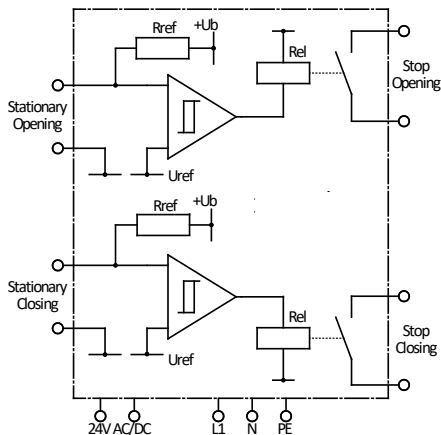 Rref
+Ub
Rel
Stationary
Opening
Stop
Opening
Uref
Rref
+Ub
Stationary
Closing
Rel
Stop
Closing
Uref
24V AC/DC
L1
N
PE